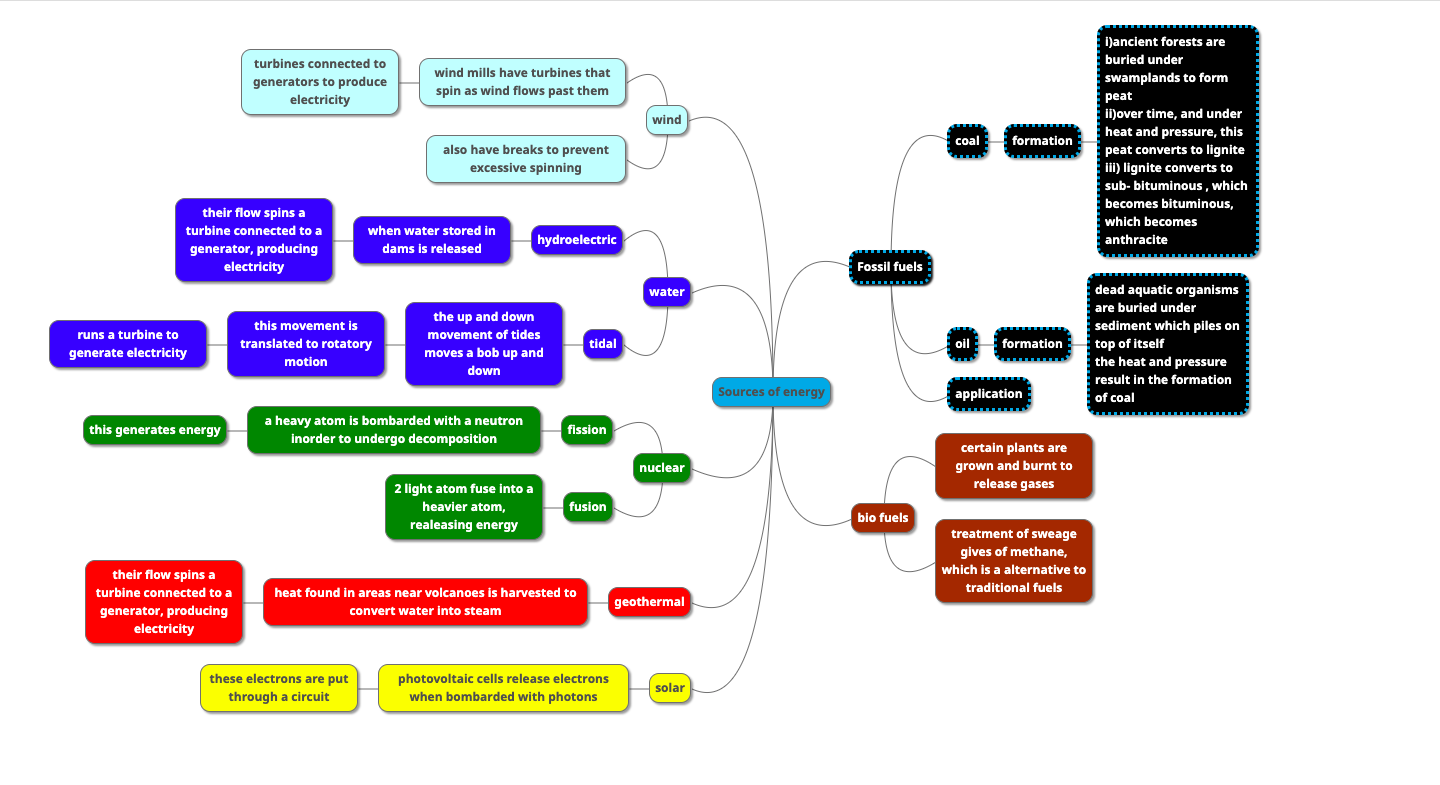 Sources of energy
wind
wind mills have turbines that
spin as wind flows past them
turbines connected to
generators to produce
electricity
also have breaks to prevent
excessive spinning
water
hydroelectric
when water stored in
dams is released
their flow spins a
turbine connected to a
generator, producing
electricity
tidal
the up and down
movement of tides
moves a bob up and
down
this movement is
translated to rotatory
motion
runs a turbine to
generate electricity
nuclear
fission
a heavy atom is bombarded with a neutron
inorder to undergo decomposition
this generates energy
fusion
2 light atom fuse into a
heavier atom,
realeasing energy
geothermal
heat found in areas near volcanoes is harvested to
convert water into steam
their flow spins a
turbine connected to a
generator, producing
electricity
solar
photovoltaic cells release electrons
when bombarded with photons
these electrons are put
through a circuit
Fossil fuels
coal
formation
i)ancient forests are
buried under
swamplands to form
peat
ii)over time, and under
heat and pressure, this
peat converts to lignite
iii) lignite converts to
sub- bituminous , which
becomes bituminous,
which becomes
anthracite
oil
formation
dead aquatic organisms
are buried under
sediment which piles on
top of itself
the heat and pressure
result in the formation
of coal
application
bio fuels
certain plants are
grown and burnt to
release gases
treatment of sweage
gives of methane,
which is a alternative to
traditional fuels